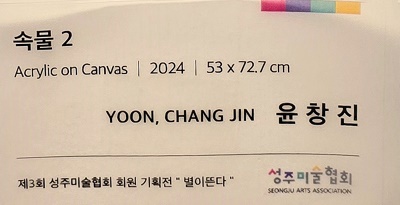 속물 2
Acrylic on Canvas | 2024 | 53 x 72.7 cm
YOON, CHANG JIN 윤 창 진
제3회 성주미술협회 회원 기획전 " 별이뜬다 "
성주미술협회
SEONGJU ARTS ASSOCIATION